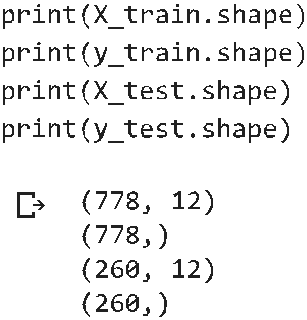 print(X_train.shape)
print(y_train.shape)
print(X_test.shape)
print(y_test.shape)
(778, 12)
(778,)
(260, 12)
(260,)